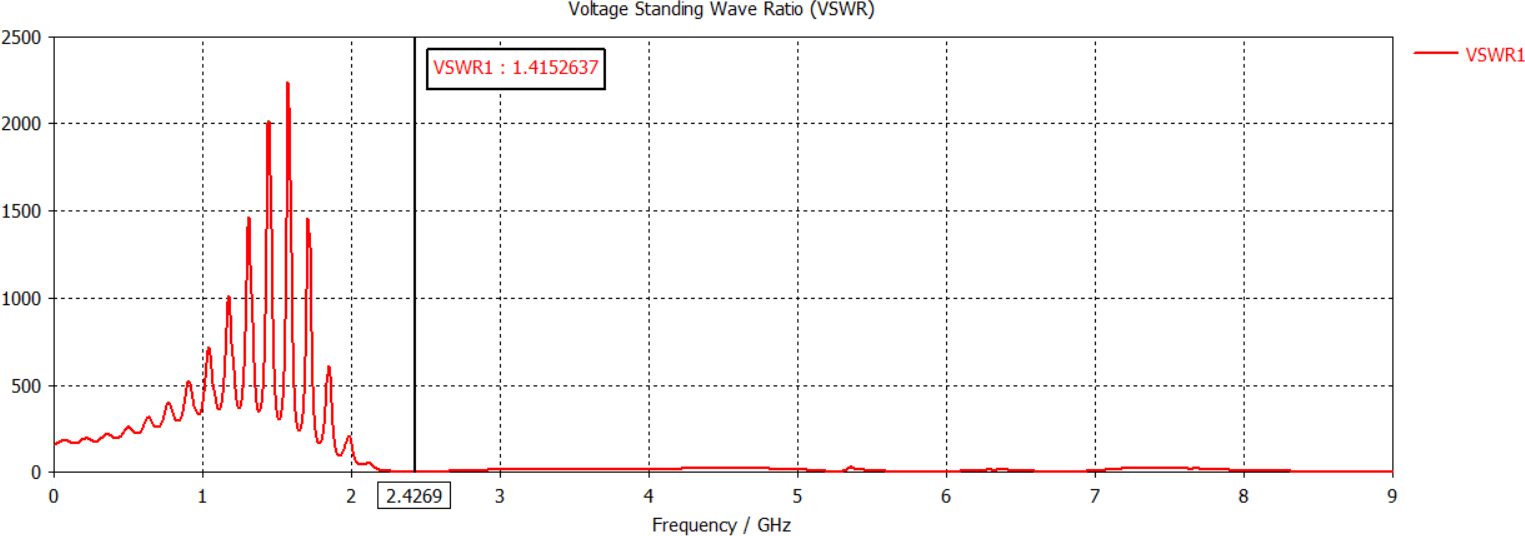 Voltage Standing Wave Ratio (VSWR)
2500
2000
1500
1000
500
0
VSWR1 : 1.4152637
VSWR1
0 1 2 2.4269 3 4 5 6 7 8 9
Frequency / GHz